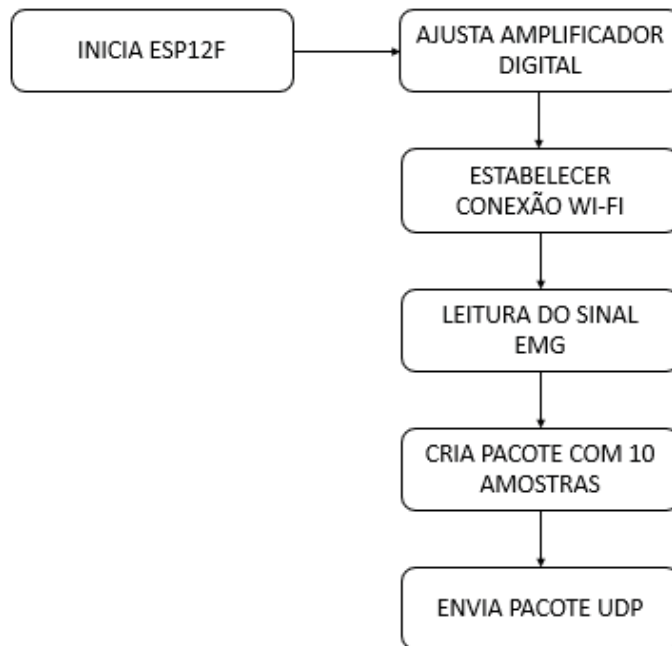 INICIA ESP12F
AJUSTA AMPLIFICADOR
DIGITAL
ESTABELECER
CONEXÃO WI-FI
LEITURA DO SINAL
EMG
CRIA PACOTE COM 10
AMOSTRAS
ENVIA PACOTE UDP